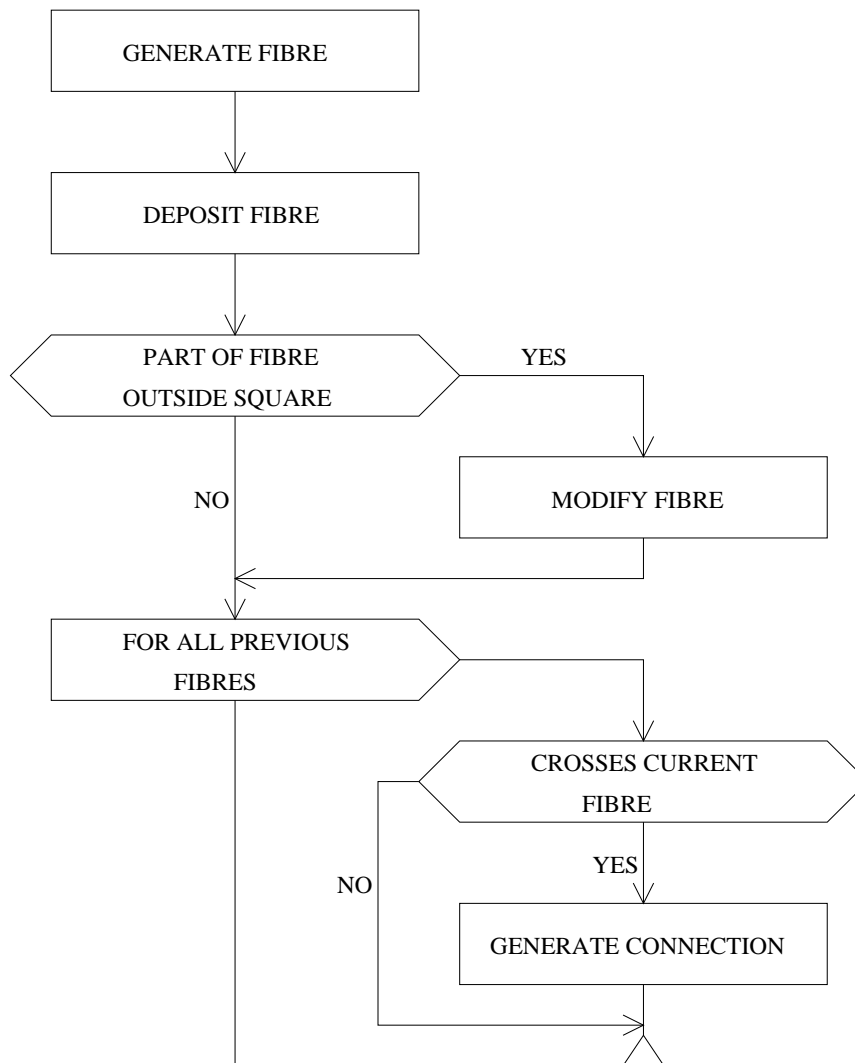 GENERATE FIBRE
DEPOSIT FIBRE
PART OF FIBRE
OUTSIDE SQUARE
YES
NO
MODIFY FIBRE
FOR ALL PREVIOUS
FIBRES
CROSSES CURRENT
FIBRE
NO
YES
GENERATE CONNECTION